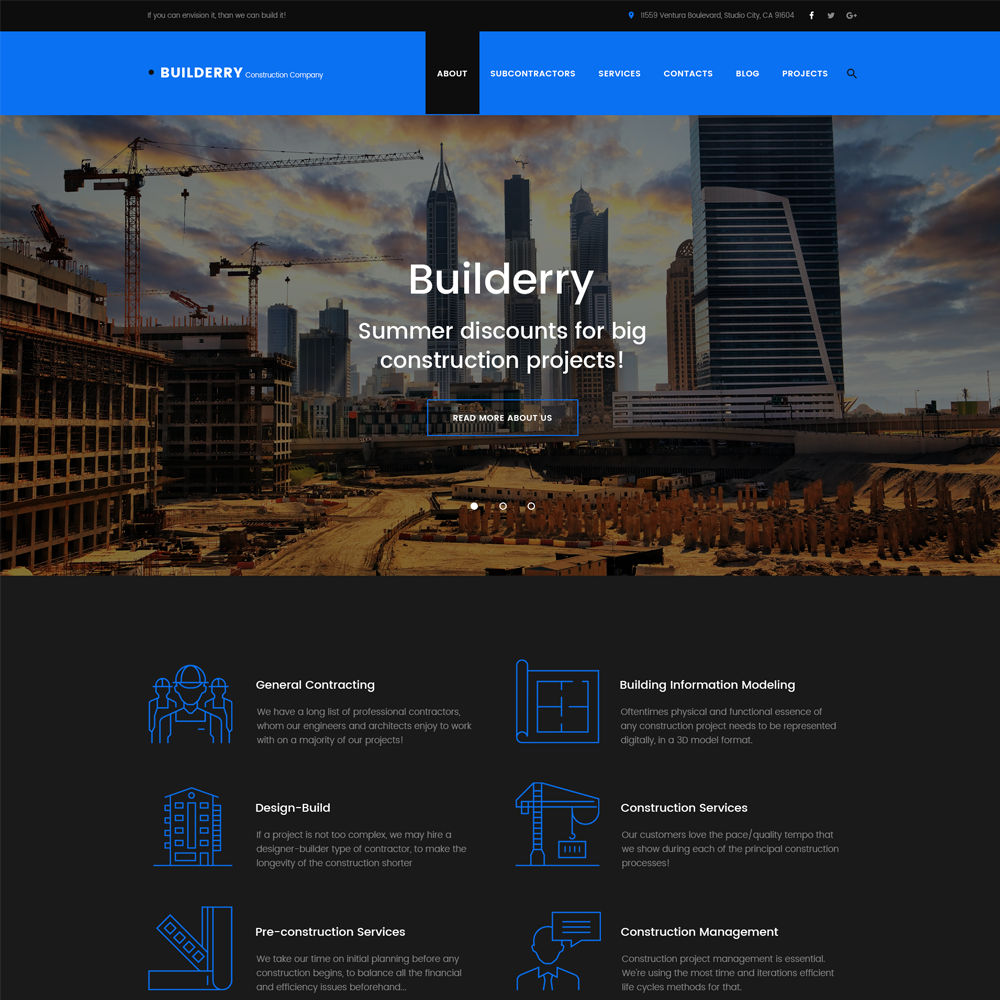 If you can envision it, than we can build it!
11559 Ventura Boulevard, Studio City, CA 91604
BUILDERRY Construction Company
ABOUT SUBCONTRACTORS SERVICES CONTACTS BLOG PROJECTS
Builderry
Summer discounts for big
construction projects!
READ MORE ABOUT US
General Contracting
We have a long list of professional contractors,
whom our engineers and architects enjoy to work
with on a majority of our projects!
Building Information Modeling
Oftentimes physical and functional essence of
any construction project needs to be represented
digitally, in a 3D model format.
Design-Build
If a project is not too complex, we may hire a
designer-builder type of contractor, to make the
longevity of the construction shorter
Construction Services
Our customers love the pace/quality tempo that
we show during each of the principal construction
processes!
Pre-construction Services
We take our time on initial planning before any
construction begins, to balance all the financial
and efficiency issues beforehand...
Construction Management
Construction project management is essential.
We're using the most time and iterations efficient
life cycles methods for that.